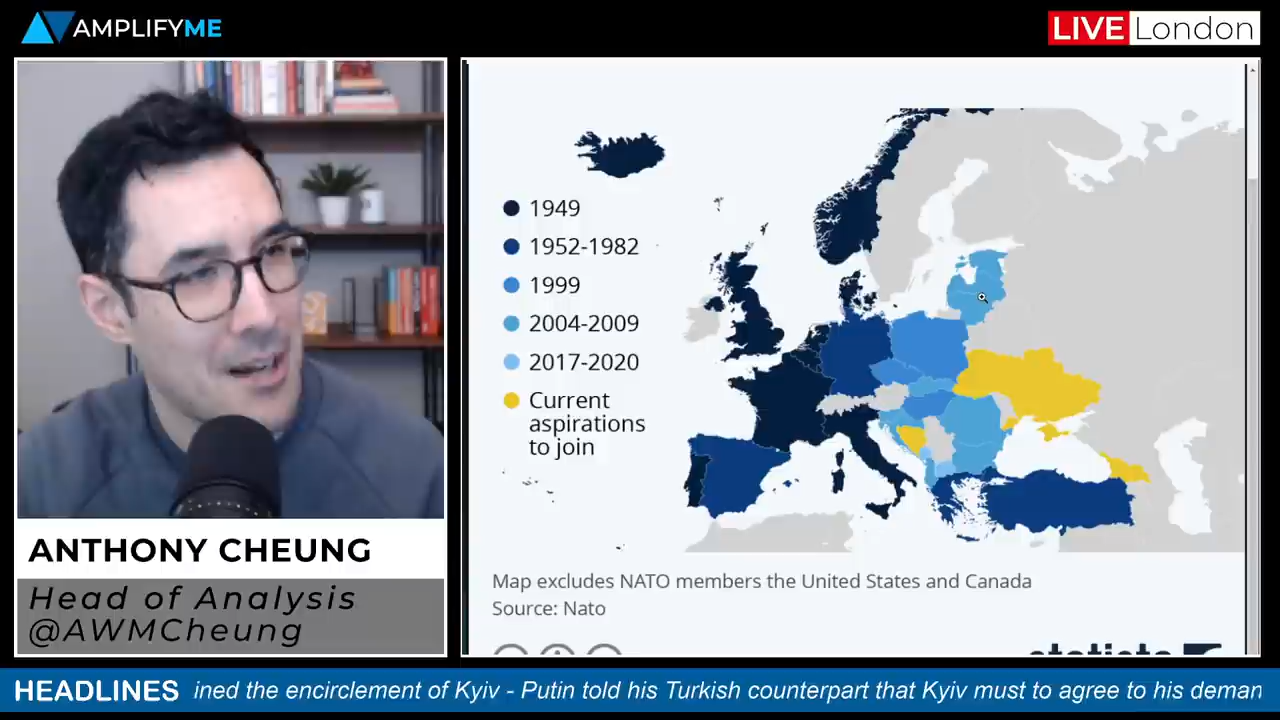 AMPLIFYME
LIVE London
1949
1952-1982
1999
2004-2009
2017-2020
Current
aspirations
to join
Map excludes NATO members the United States and Canada
Source: Nato
statista
ANTHONY CHEUNG
Head of Analysis
@AWMCheung
HEADLINES ined the encirclement of Kyiv - Putin told his Turkish counterpart that Kyiv must to agree to his deman